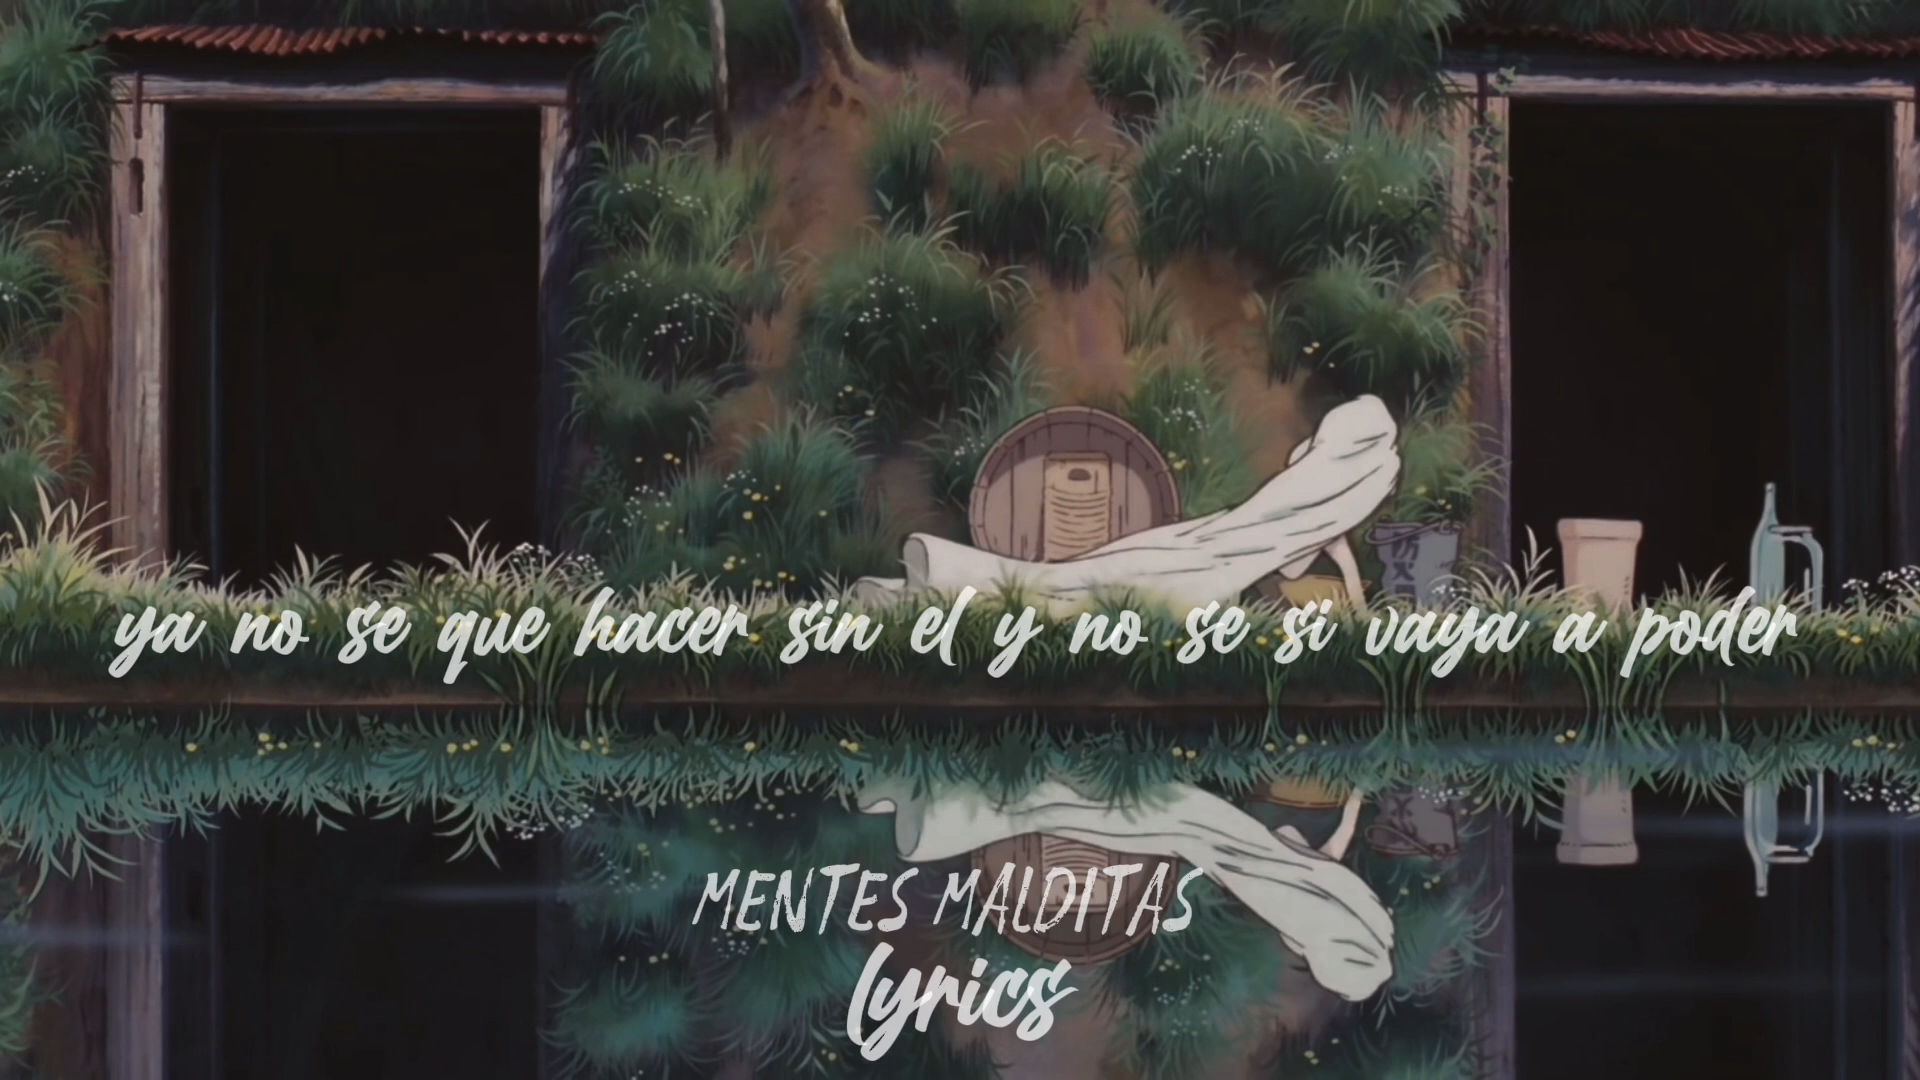 ya no se que hacer sin el y no se si vaya a poder
MENTES MALDITAS
lyrics